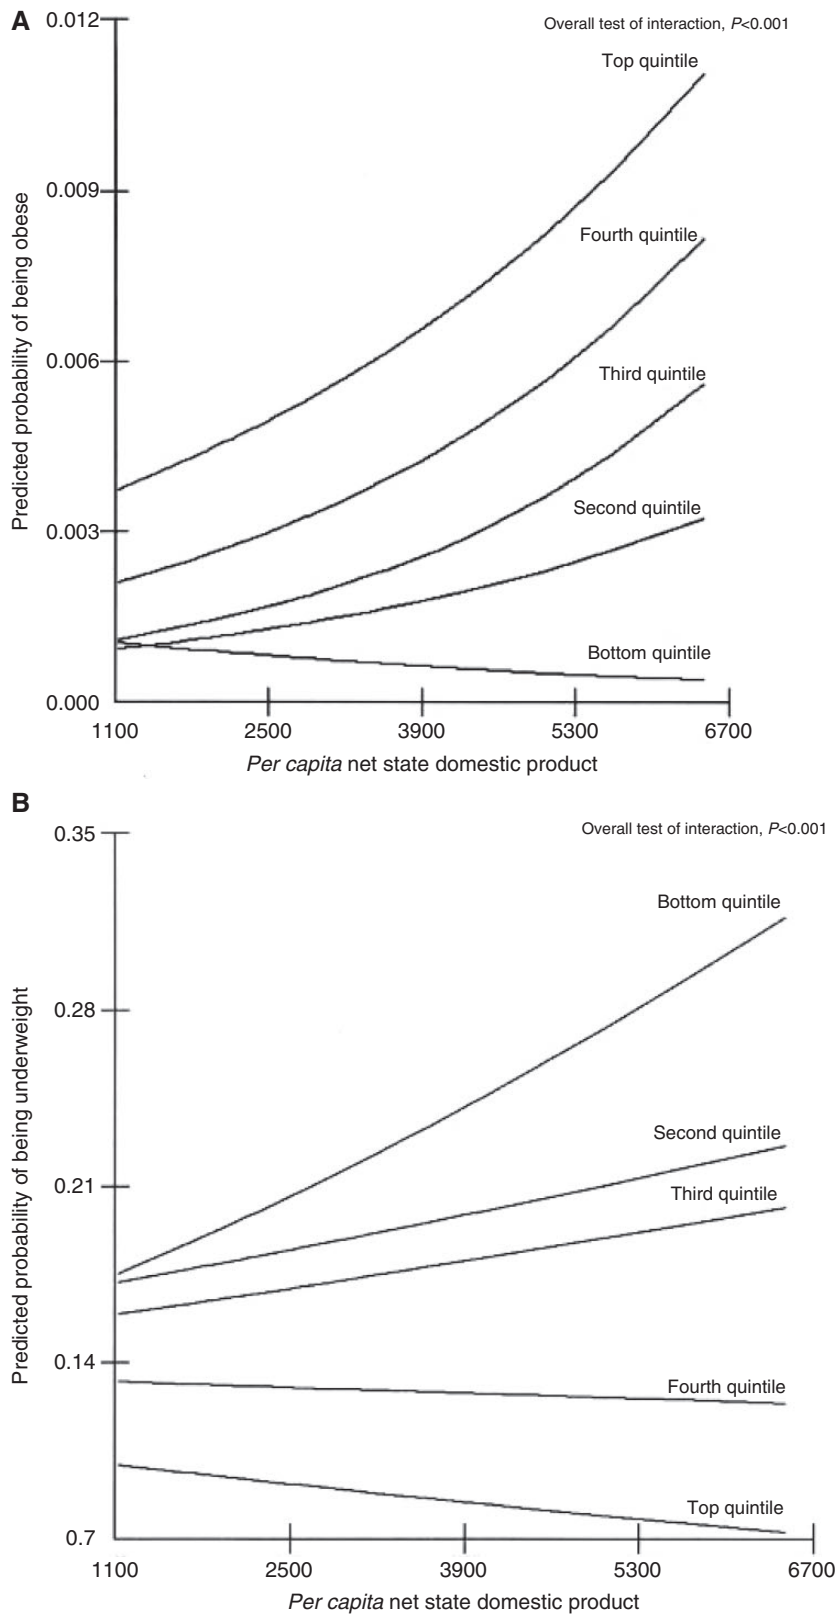 A
Overall test of interaction, P<0.001
0.012
Top quintile
0.009
Fourth quintile
0.006
Third quintile
0.003
Second quintile
Bottom quintile
0.000
1100 2500 3900 5300 6700
Predicted probability of being obese
Per capita net state domestic product
B
Overall test of interaction, P<0.001
0.35
Bottom quintile
0.28
Second quintile
0.21
Third quintile
0.14
Fourth quintile
Top quintile
0.7
1100 2500 3900 5300 6700
Predicted probability of being underweight
Per capita net state domestic product